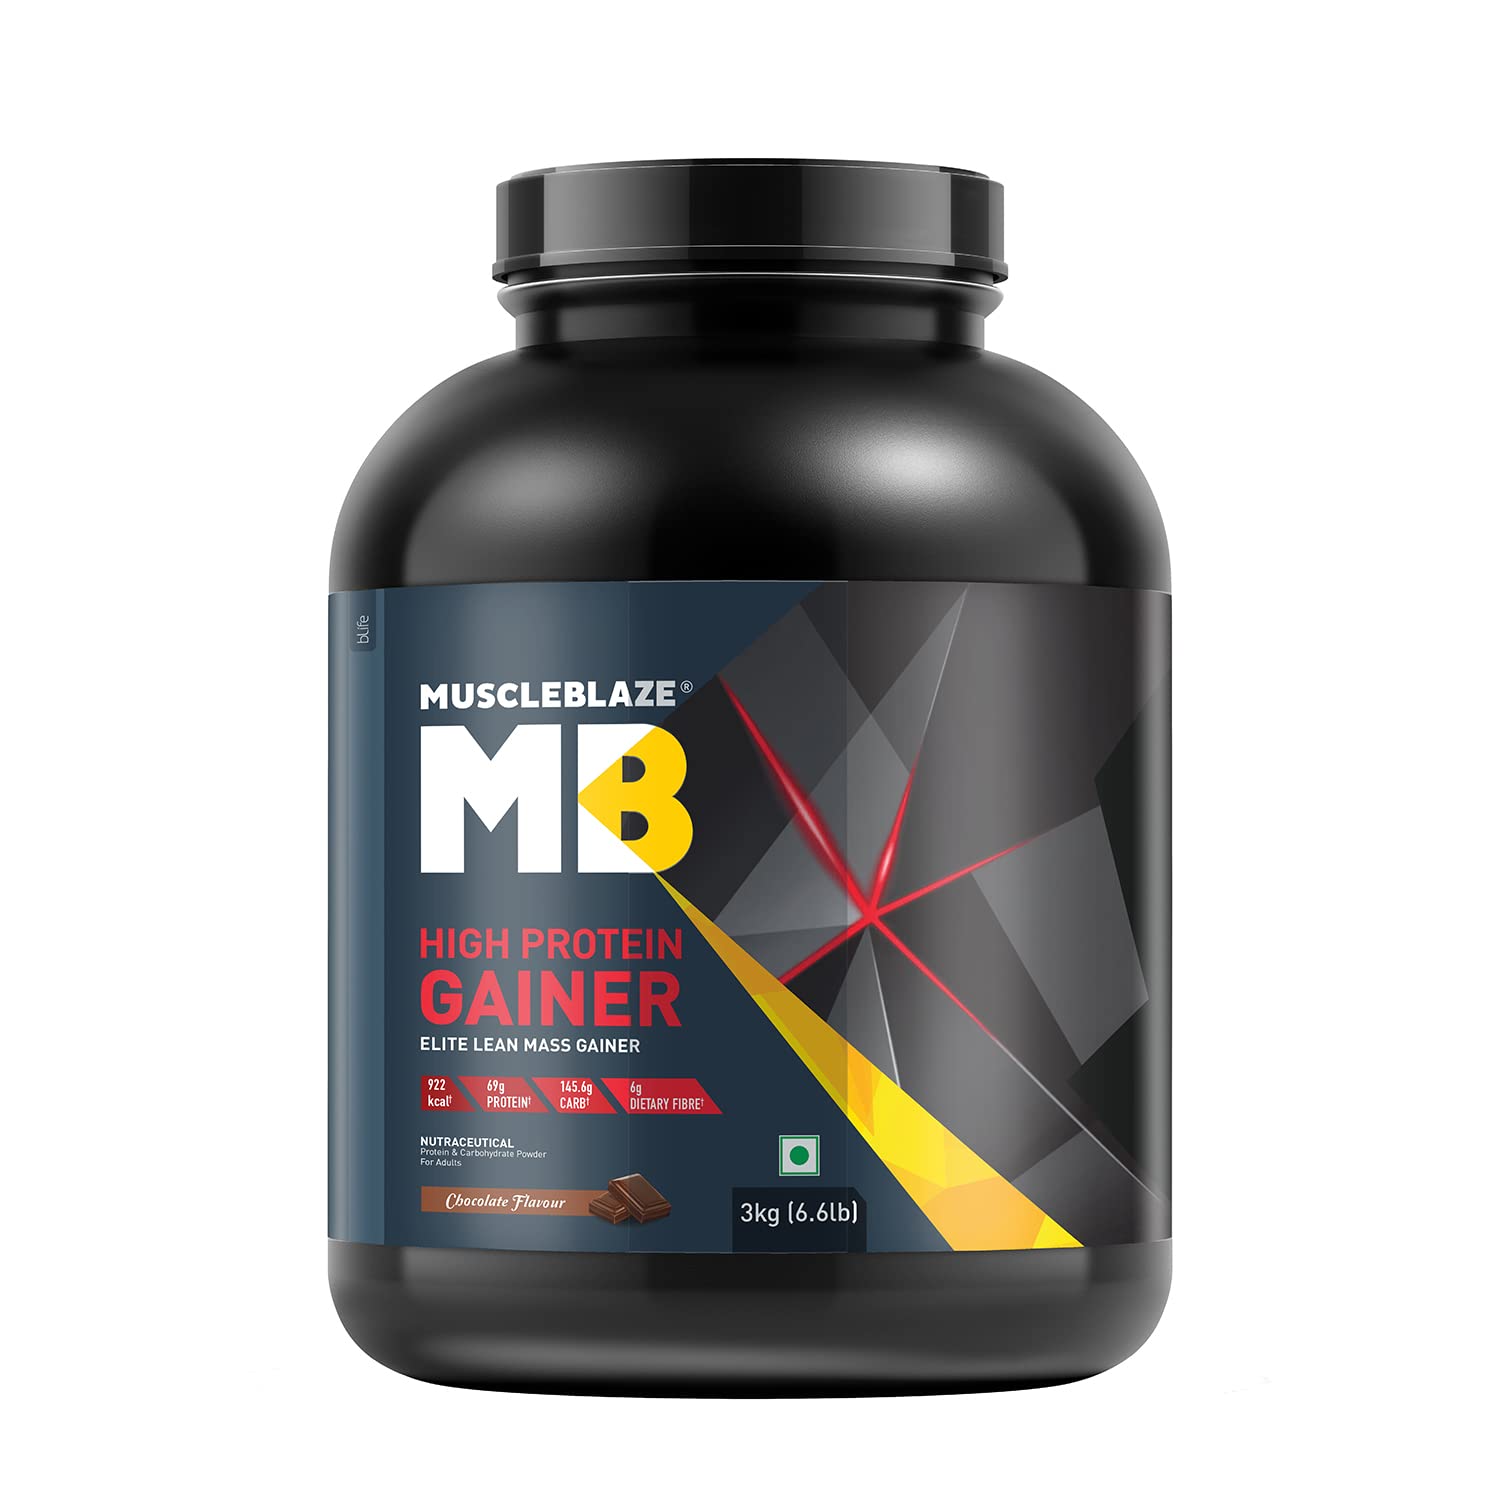 blife
MUSCLEBLAZE®
MB
HIGH PROTEIN
GAINER
ELITE LEAN MASS GAINER
922 kcal† 69g PROTEIN† 145.6g CARB† 6g DIETARY FIBRE†
NUTRACEUTICAL
Protein & Carbohydrate Powder
For Adults
Chocolate Flavour
3kg (6.6lb)